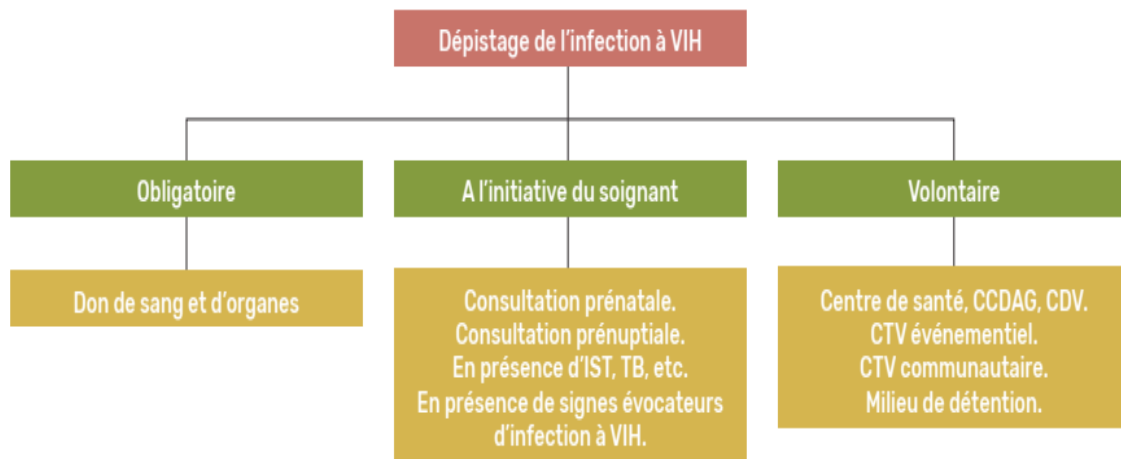 Dépistage de l'infection à VIH
Obligatoire
Don de sang et d'organes
A l'initiative du soignant
Consultation prénatale.
Consultation prénuptiale.
En présence d'IST, TB, etc.
En présence de signes évocateurs
d'infection à VIH.
Volontaire
Centre de santé, CCDAG, CDV.
CTV événementiel.
CTV communautaire.
Milieu de détention.